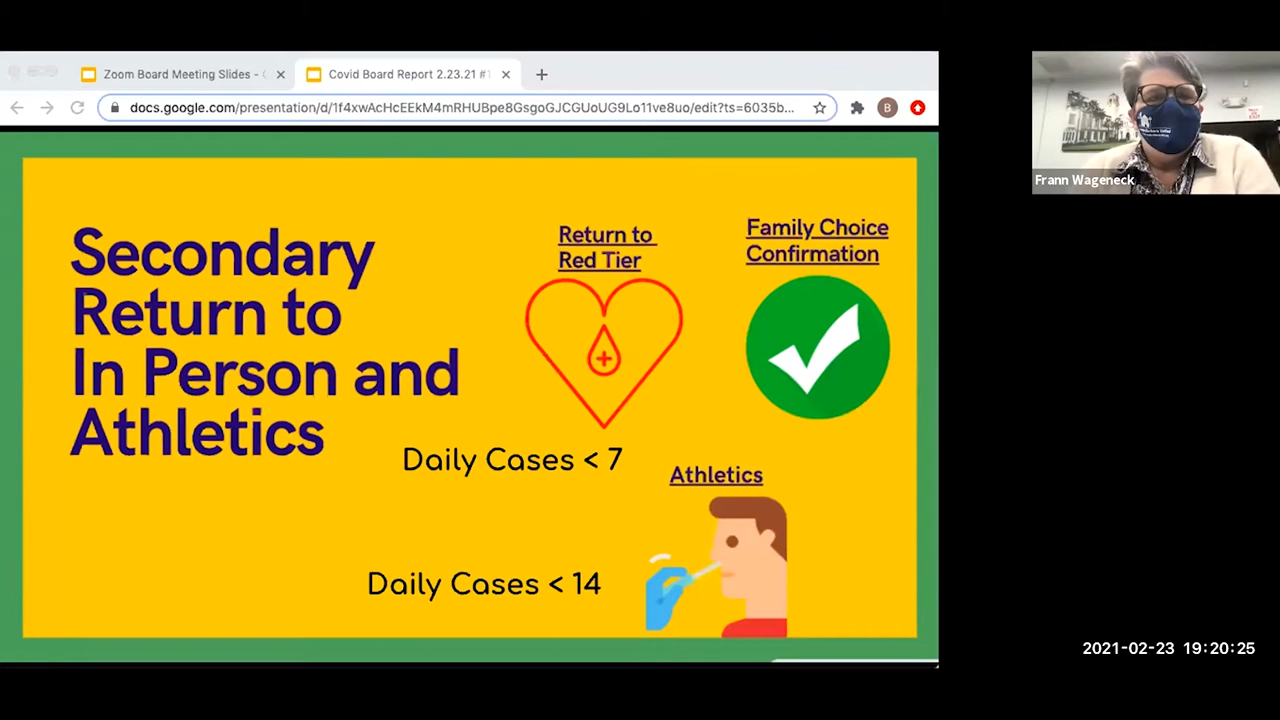 Zoom Board Meeting Slides -
Covid Board Report 2.23.21 #1
docs.google.com/presentation/d/1f4xwAcHcEEkM4mRHUBpe8GsgoGJCGUoUG9Lo11ve8uo/edit?ts=6035b...
B
Secondary
Return to
In Person and
Athletics
Return to
Red Tier
Family Choice
Confirmation
Daily Cases < 7
Athletics
Daily Cases < 14
Frann Wageneck
EXIT
2021-02-23 19:20:25